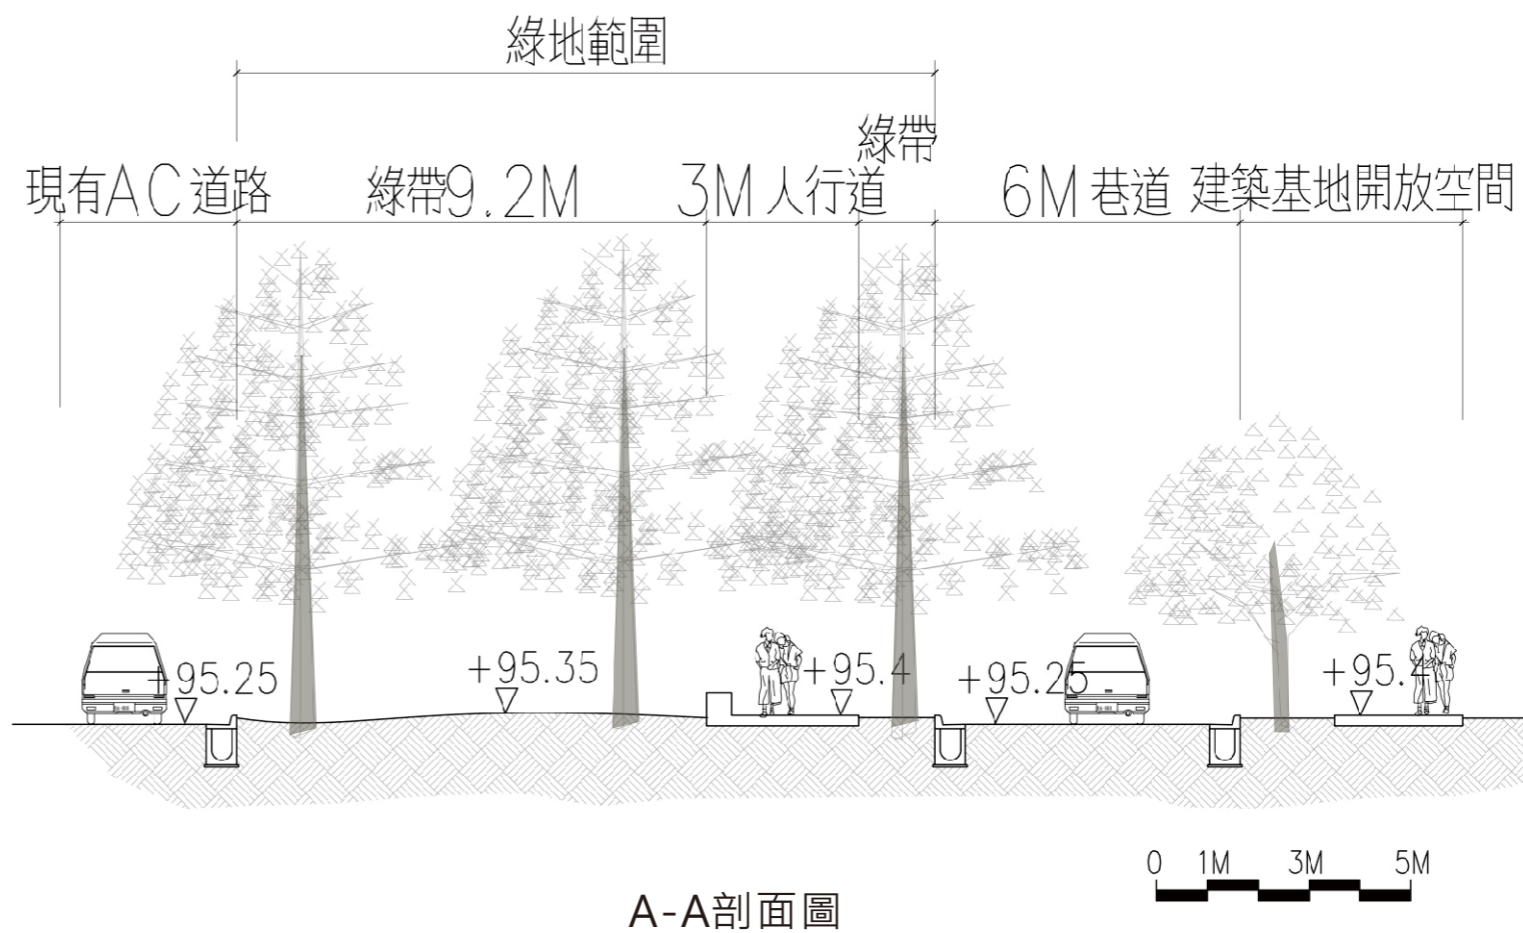 綠地範圍
綠帶
現有AC道路 綠帶9.2M 3M人行道 6M巷道 建築基地開放空間
+95.25 +95.35 +95.4 +95.25 +95.4
0 1M 3M 5M
A-A剖面圖